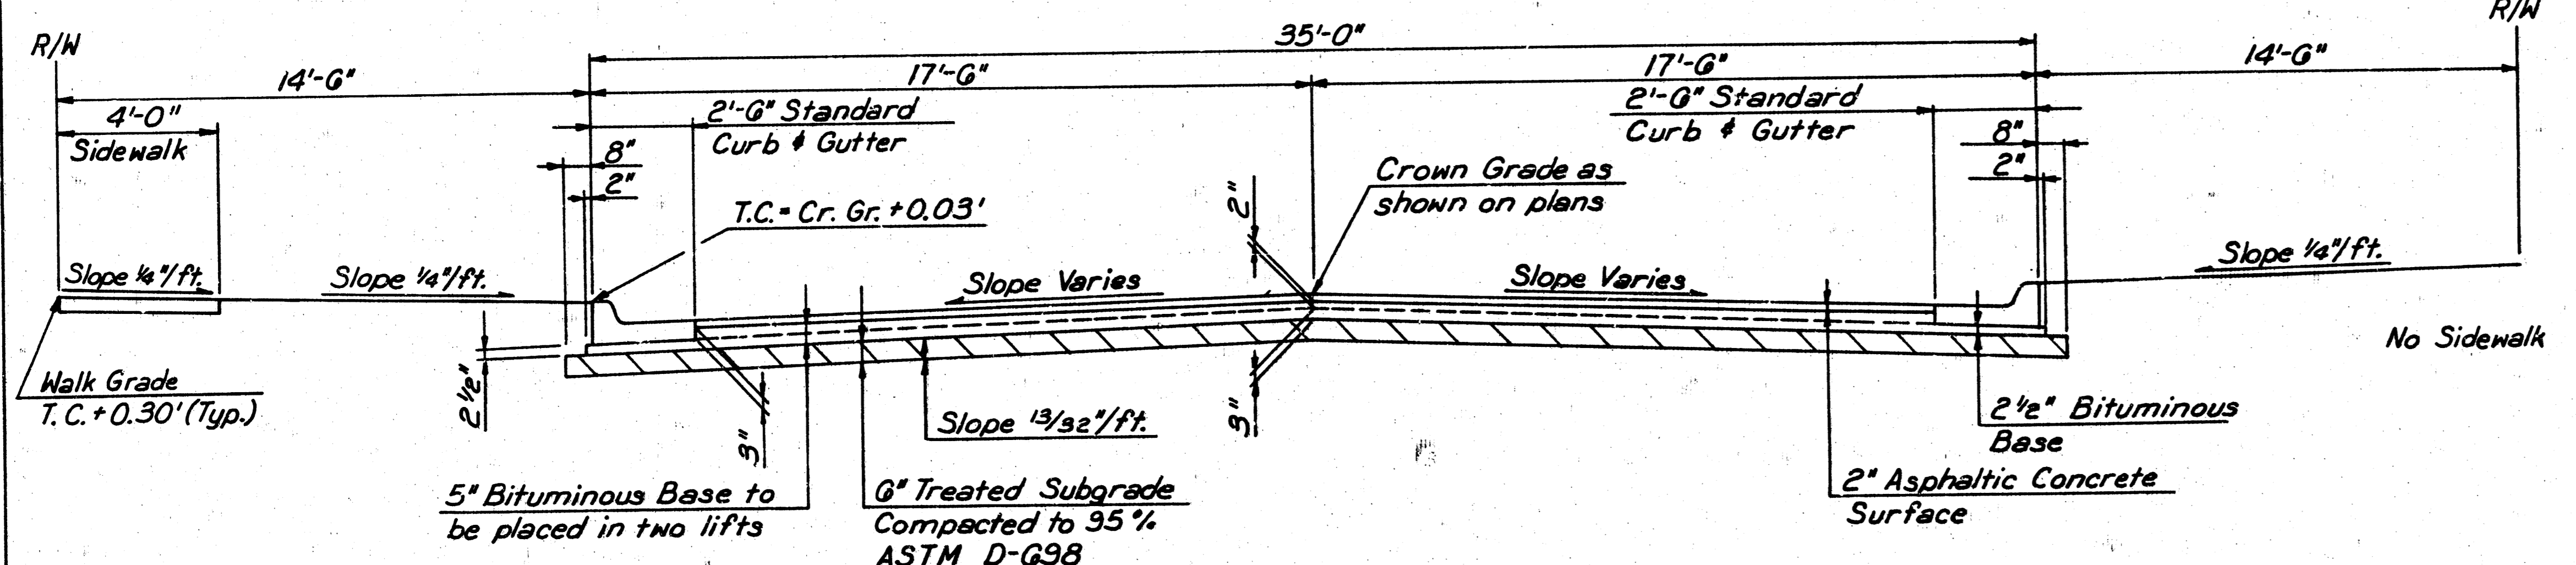 R/W
R/W
35'-0"
14'-6"
17'-6"
17'-6"
14'-6"
4'-0"
Sidewalk
2'-6" Standard
Curb & Gutter
2'-6" Standard
Curb & Gutter
8"
2"
8"
2"
T.C. = Cr. Gr. + 0.03'
2"
Crown Grade as
shown on plans
Slope 1/4"/ft.
Slope 1/4"/ft.
Slope Varies
Slope Varies
Slope 1/4"/ft.
No Sidewalk
Walk Grade
T.C. + 0.30' (Typ.)
2 1/2"
3"
Slope 13/32"/ft.
3"
2 1/2" Bituminous
Base
5" Bituminous Base to
be placed in two lifts
6" Treated Subgrade
Compacted to 95 %
ASTM D-698
2" Asphaltic Concrete
Surface